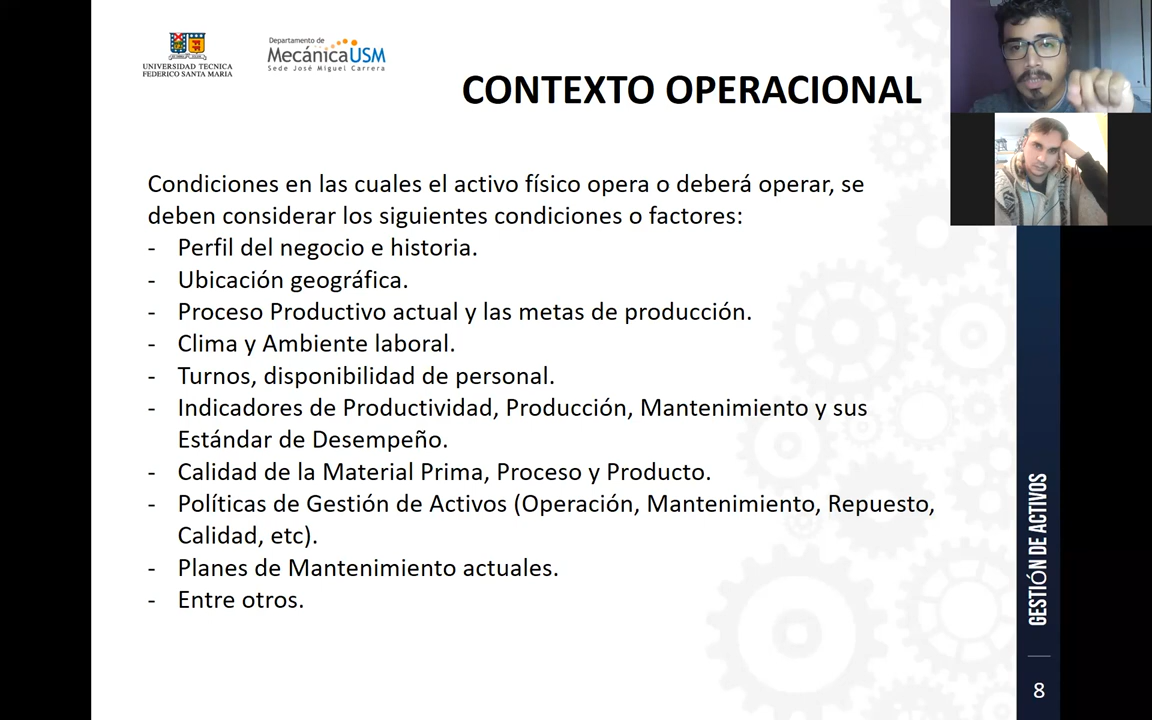 UNIVERSIDAD TECNICA
FEDERICO SANTA MARIA
Departamento de
MecánicaUSM
Sede José Miguel Carrera
CONTEXTO OPERACIONAL
Condiciones en las cuales el activo físico opera o deberá operar, se
deben considerar los siguientes condiciones o factores:
- Perfil del negocio e historia.
- Ubicación geográfica.
- Proceso Productivo actual y las metas de producción.
- Clima y Ambiente laboral.
- Turnos, disponibilidad de personal.
- Indicadores de Productividad, Producción, Mantenimiento y sus
Estándar de Desempeño.
- Calidad de la Material Prima, Proceso y Producto.
- Políticas de Gestión de Activos (Operación, Mantenimiento, Repuesto,
Calidad, etc).
- Planes de Mantenimiento actuales.
- Entre otros.
GESTIÓN DE ACTIVOS
8